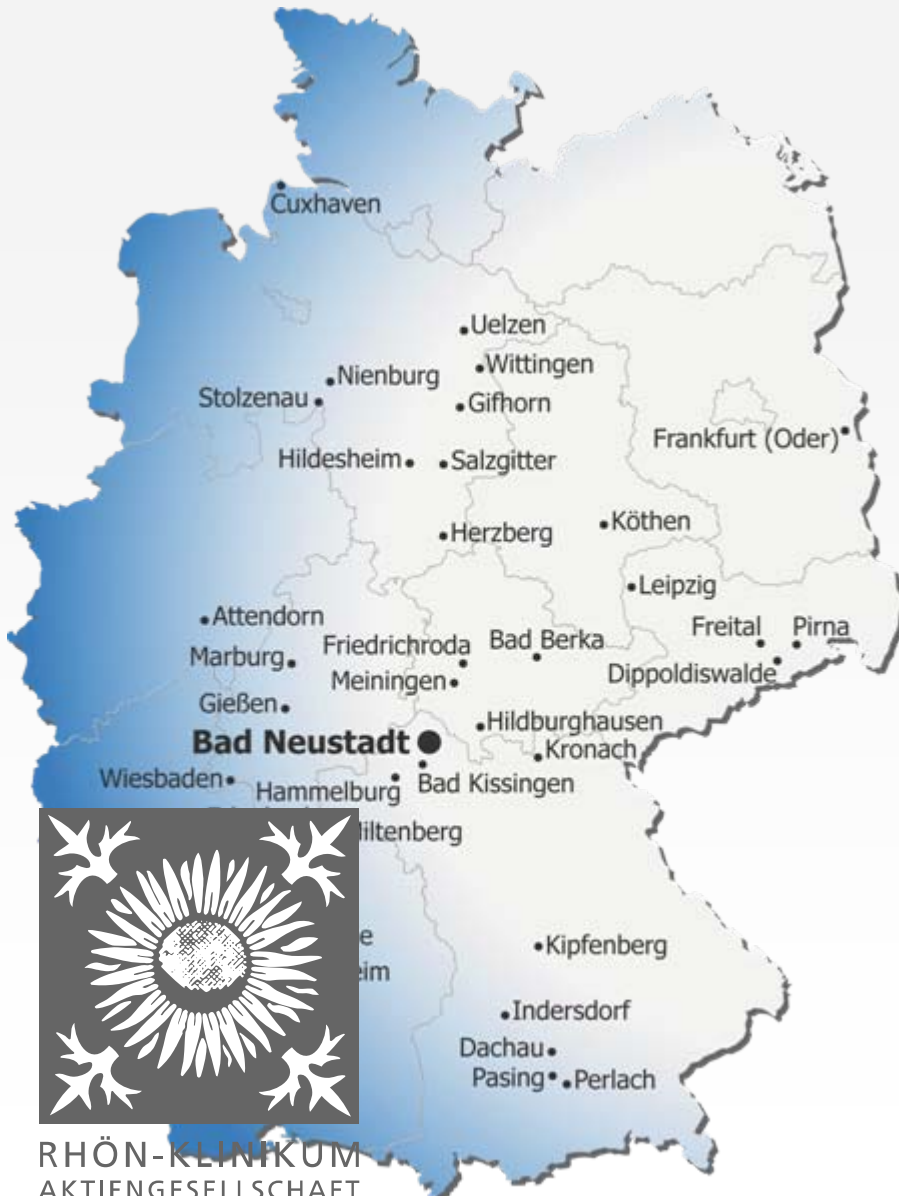 Cuxhaven
Uelzen
Wittingen
Nienburg
Stolzenau
Gifhorn
Frankfurt (Oder)
Hildesheim
Salzgitter
Köthen
Herzberg
Leipzig
Attendorn
Freital
Pirna
Friedrichroda
Bad Berka
Marburg
Dippoldiswalde
Meiningen
Gießen
Hildburghausen
Bad Neustadt
Kronach
Wiesbaden
Bad Kissingen
Hammelburg
iltenberg
e
eim
Kipfenberg
Indersdorf
Dachau
Pasing
Perlach
RHÖN-KLINIKUM
AKTIENGESELLSCHAFT